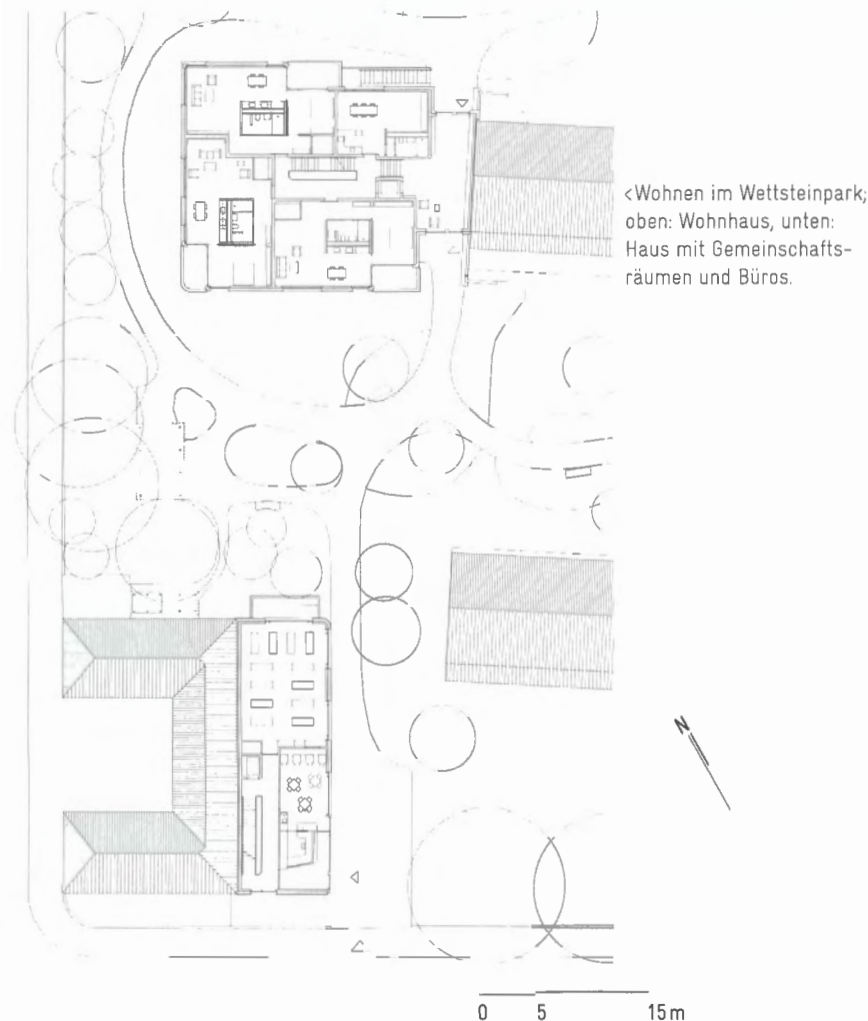 <Wohnen im Wettsteinpark;
oben: Wohnhaus, unten:
Haus mit Gemeinschafts-
räumen und Büros.
N
0 5 15 m